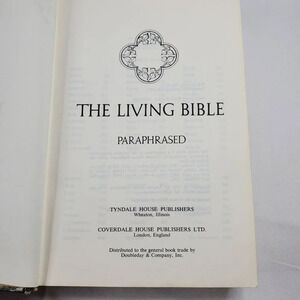 THE LIVING BIBLE
PARAPHRASED
TYNDALE HOUSE PUBLISHERS
Wheaton, Illinois
COVERDALE HOUSE PUBLISHERS LTD.
London, England
Distributed to the general book trade by
Doubleday & Company, Inc.